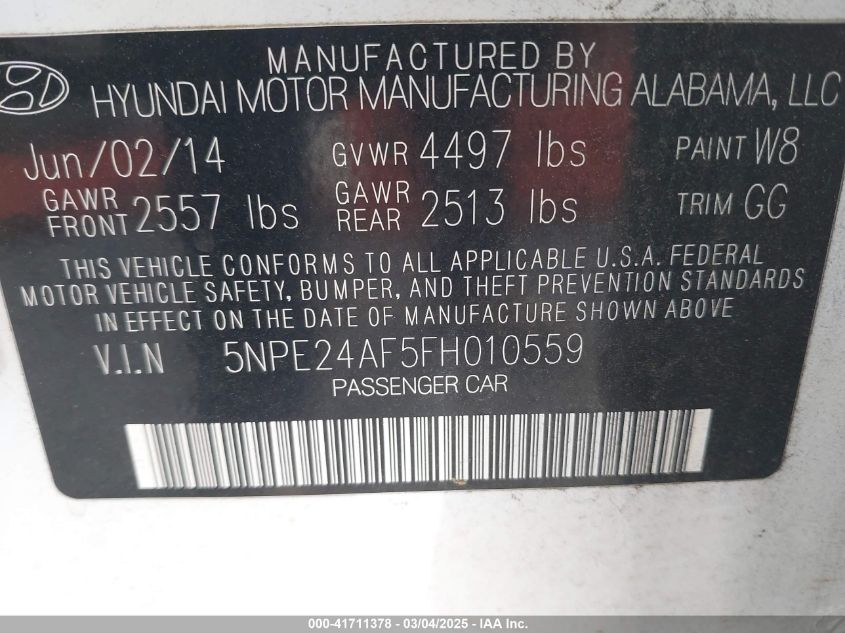 MANUFACTURED BY
HYUNDAI MOTOR MANUFACTURING ALABAMA, LLC
Jun/02/14 GVWR 4497 lbs PAINT W8
GAWR FRONT 2557 lbs GAWR REAR 2513 lbs TRIM GG
THIS VEHICLE CONFORMS TO ALL APPLICABLE U.S.A. FEDERAL
MOTOR VEHICLE SAFETY, BUMPER, AND THEFT PREVENTION STANDARDS
IN EFFECT ON THE DATE OF MANUFACTURE SHOWN ABOVE
V.I.N 5NPE24AF5FH010559
PASSENGER CAR
000-41711378 - 03/04/2025 - IAA Inc.